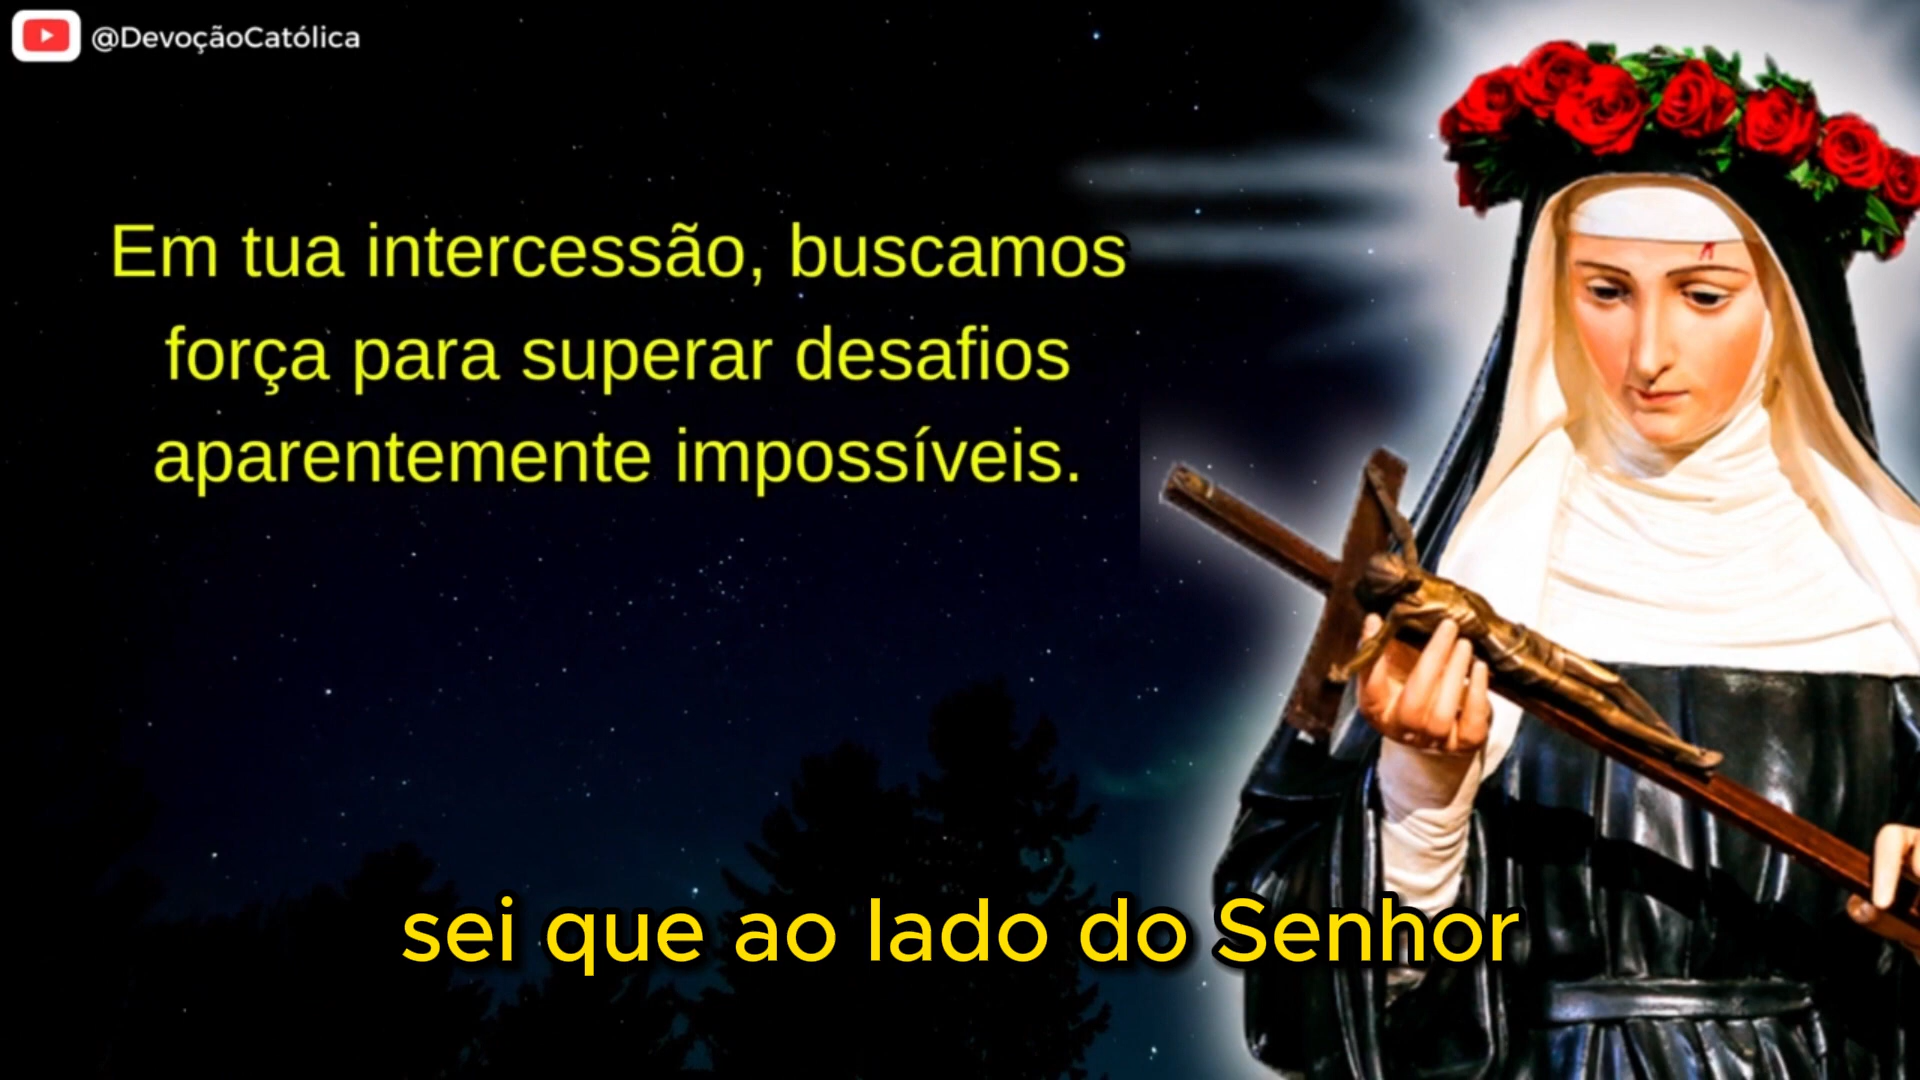 @DevoçãoCatólica
Em tua intercessão, buscamos
força para superar desafios
aparentemente impossíveis.
sei que ao lado do Senhor